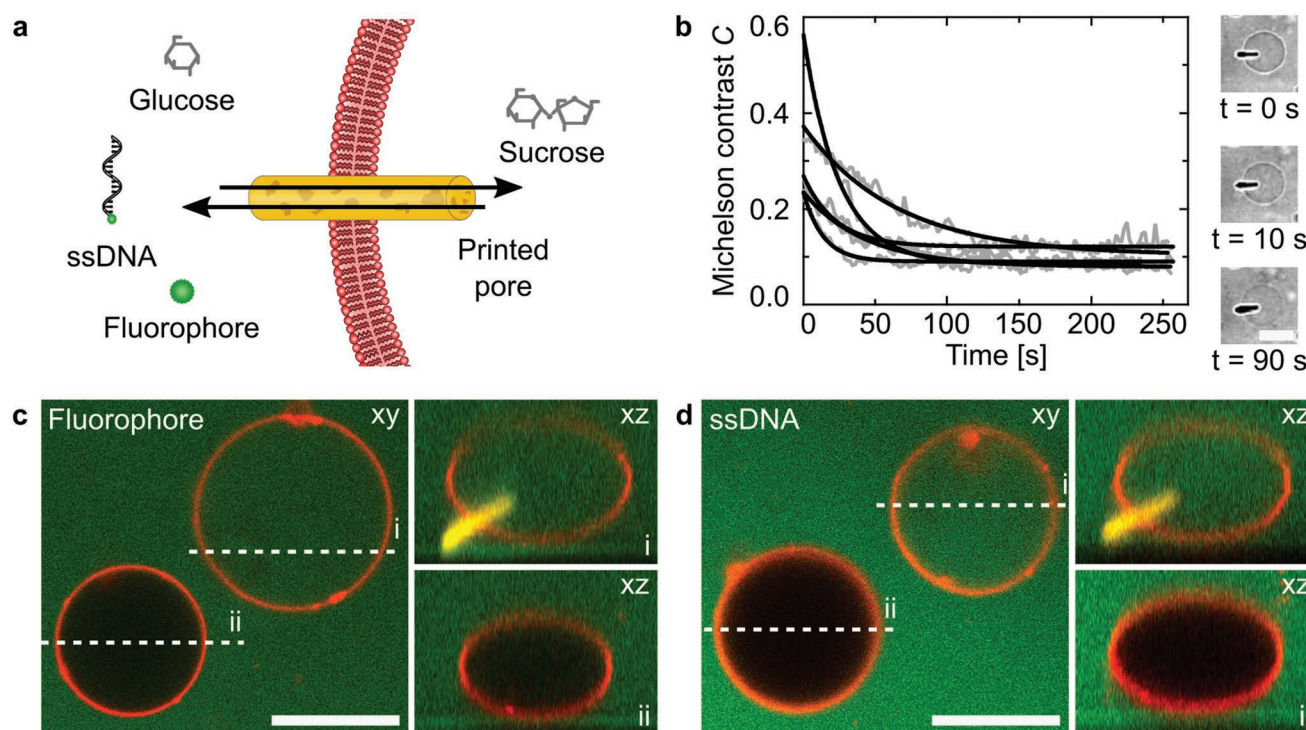 a
Glucose
Sucrose
ssDNA
Printed
pore
Fluorophore
b
Michelson contrast C
0.6
0.4
0.2
0.0
0
50
100
150
200
250
Time [s]
t = 0 s
t = 10 s
t = 90 s
c
Fluorophore
xy
i
ii
xz
i
xz
ii
d
ssDNA
xy
i
ii
xz
xz
i